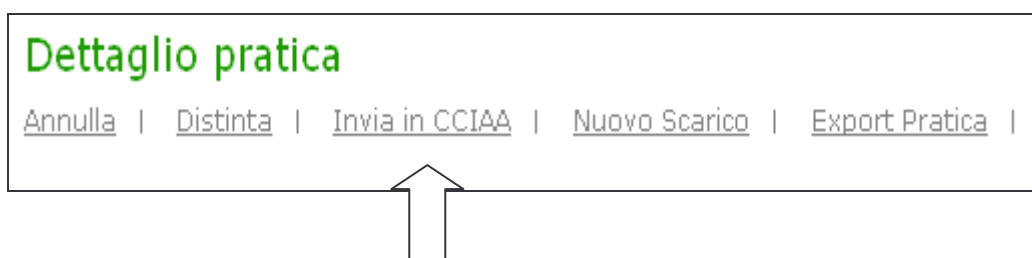 Dettaglio pratica
Annulla | Distinta | Invia in CCIAA | Nuovo Scarico | Export Pratica |